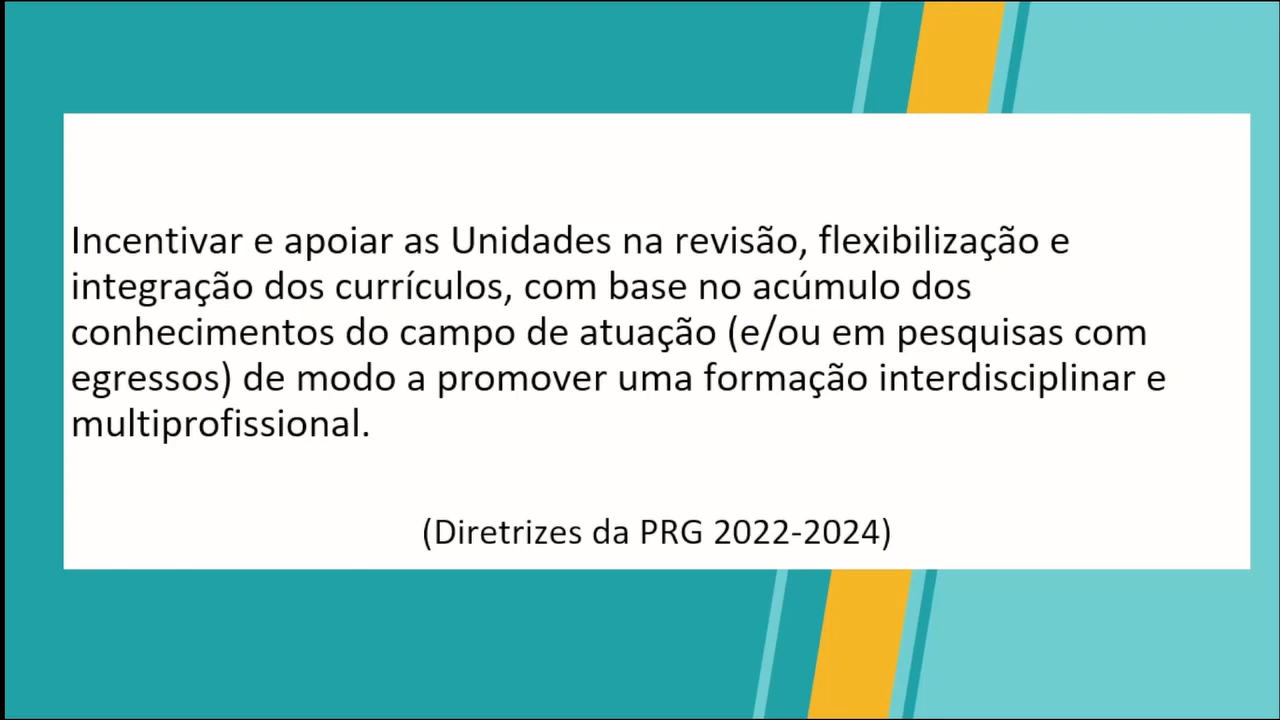 Incentivar e apoiar as Unidades na revisão, flexibilização e
integração dos currículos, com base no acúmulo dos
conhecimentos do campo de atuação (e/ou em pesquisas com
egressos) de modo a promover uma formação interdisciplinar e
multiprofissional.
(Diretrizes da PRG 2022-2024)